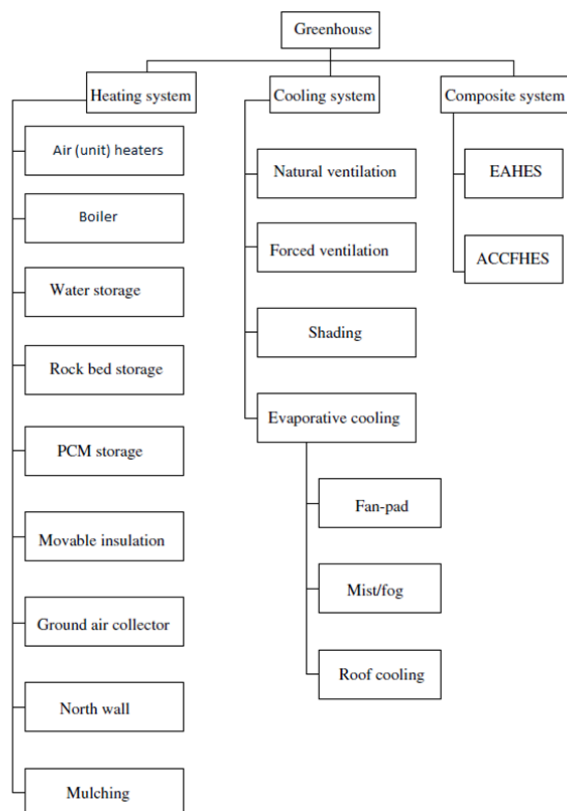 Greenhouse
Heating system
Cooling system
Composite system
Air (unit) heaters
Boiler
Water storage
Rock bed storage
PCM storage
Movable insulation
Ground air collector
North wall
Mulching
Natural ventilation
Forced ventilation
Shading
Evaporative cooling
Fan-pad
Mist/fog
Roof cooling
EAHES
ACCFHES